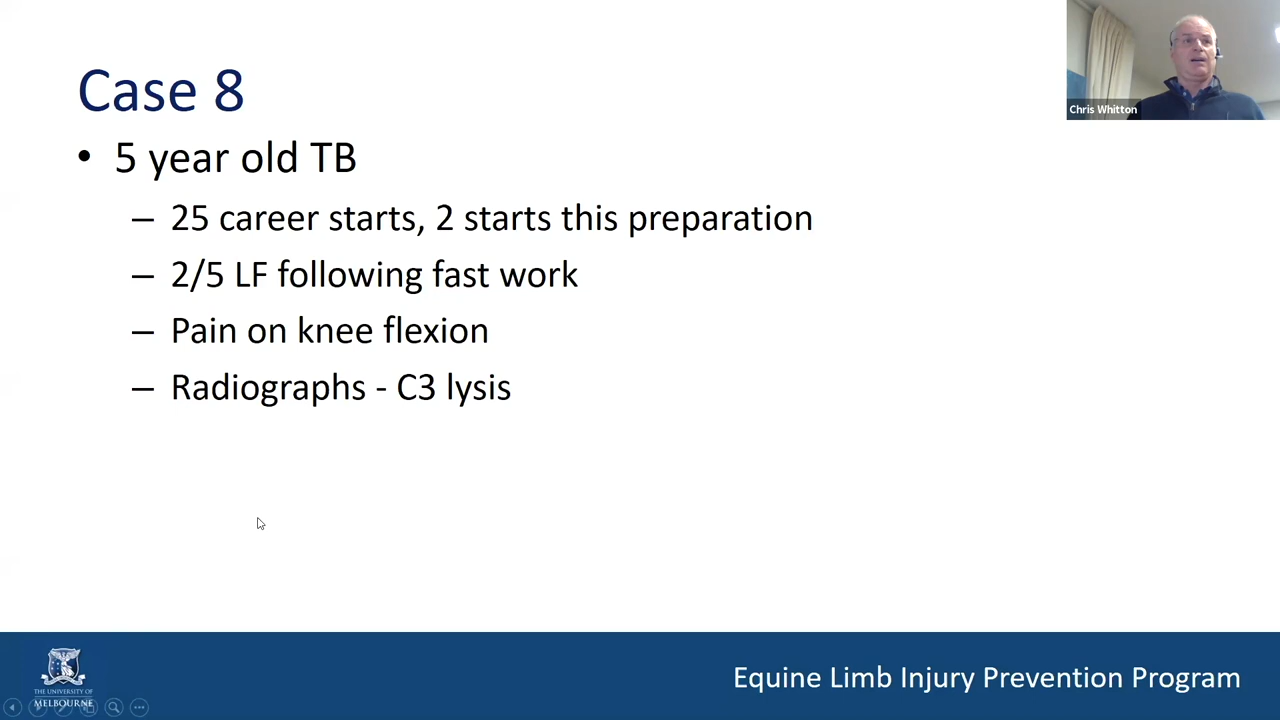 Case 8
• 5 year old TB
– 25 career starts, 2 starts this preparation
– 2/5 LF following fast work
– Pain on knee flexion
– Radiographs - C3 lysis
Chris Whitton
THE UNIVERSITY OF
MELBOURNE
Equine Limb Injury Prevention Program